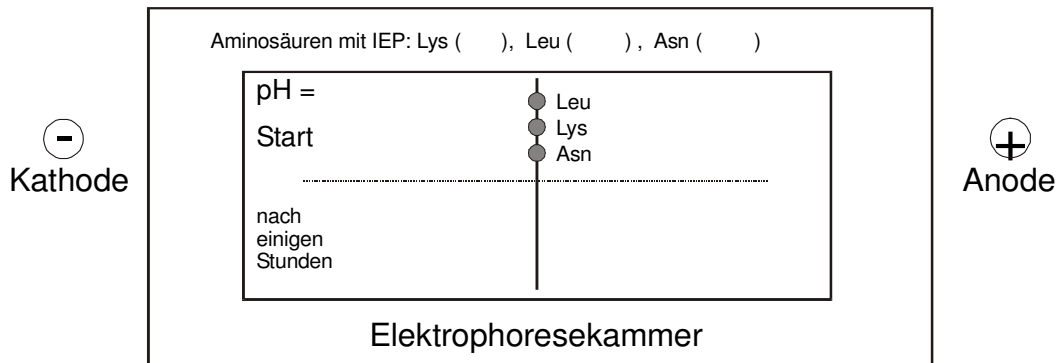 Aminosäuren mit IEP: Lys (    ), Leu (    ) , Asn (    )
pH =
Leu
Start
Lys
Asn
-
Kathode
+
Anode
nach
einigen
Stunden
Elektrophoresekammer